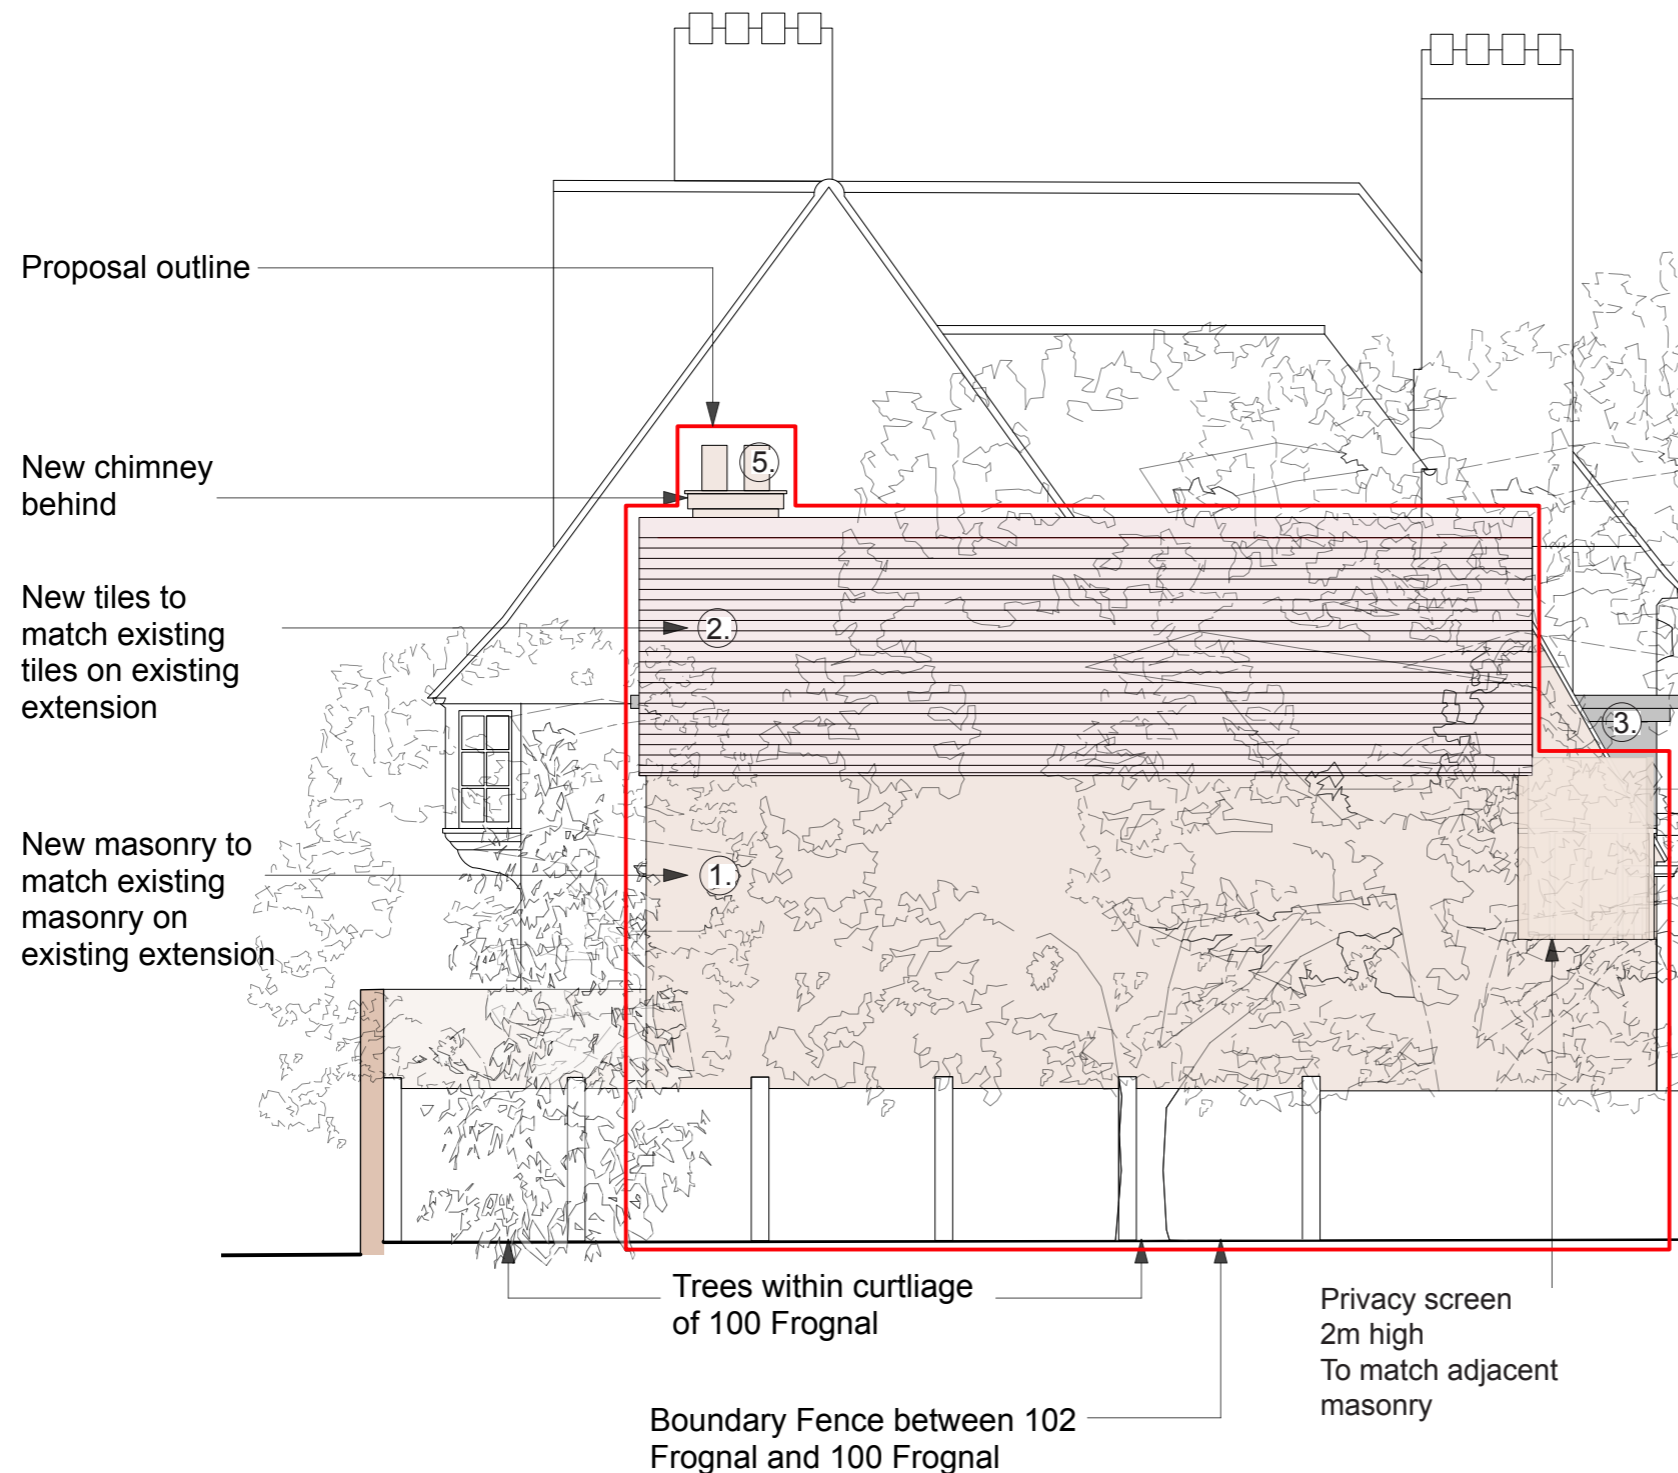 Proposal outline
New chimney
behind
5.
New tiles to
match existing
tiles on existing
extension
2.
3.
New masonry to
match existing
masonry on
existing extension
1.
Trees within curtliage
of 100 Frognal
Privacy screen
2m high
To match adjacent
masonry
Boundary Fence between 102
Frognal and 100 Frognal